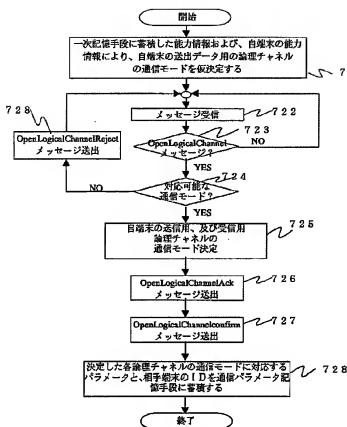 開始
一次記憶手段に蓄積した能力情報および、自端末の能力
情報により、自端末の送出データ用の論理チャネル
の通信モードを仮決定する
7
728
メッセージ受信
722
723
OpenLogicalChannelReject
メッセージ送出
OpenLogicalChannel
メッセージ?
NO
YES
724
NO
対応可能な
通信モード?
YES
725
自端末の送信用、及び受信用
論理チャネルの
通信モード決定
726
OpenLogicalChannelAck
メッセージ送出
727
OpenLogicalChannelconfirm
メッセージ送出
決定した各論理チャネルの通信モードに対応する
パラメータと、相手端末のIDを通信パラメータ記
憶手段に蓄積する
728
終了